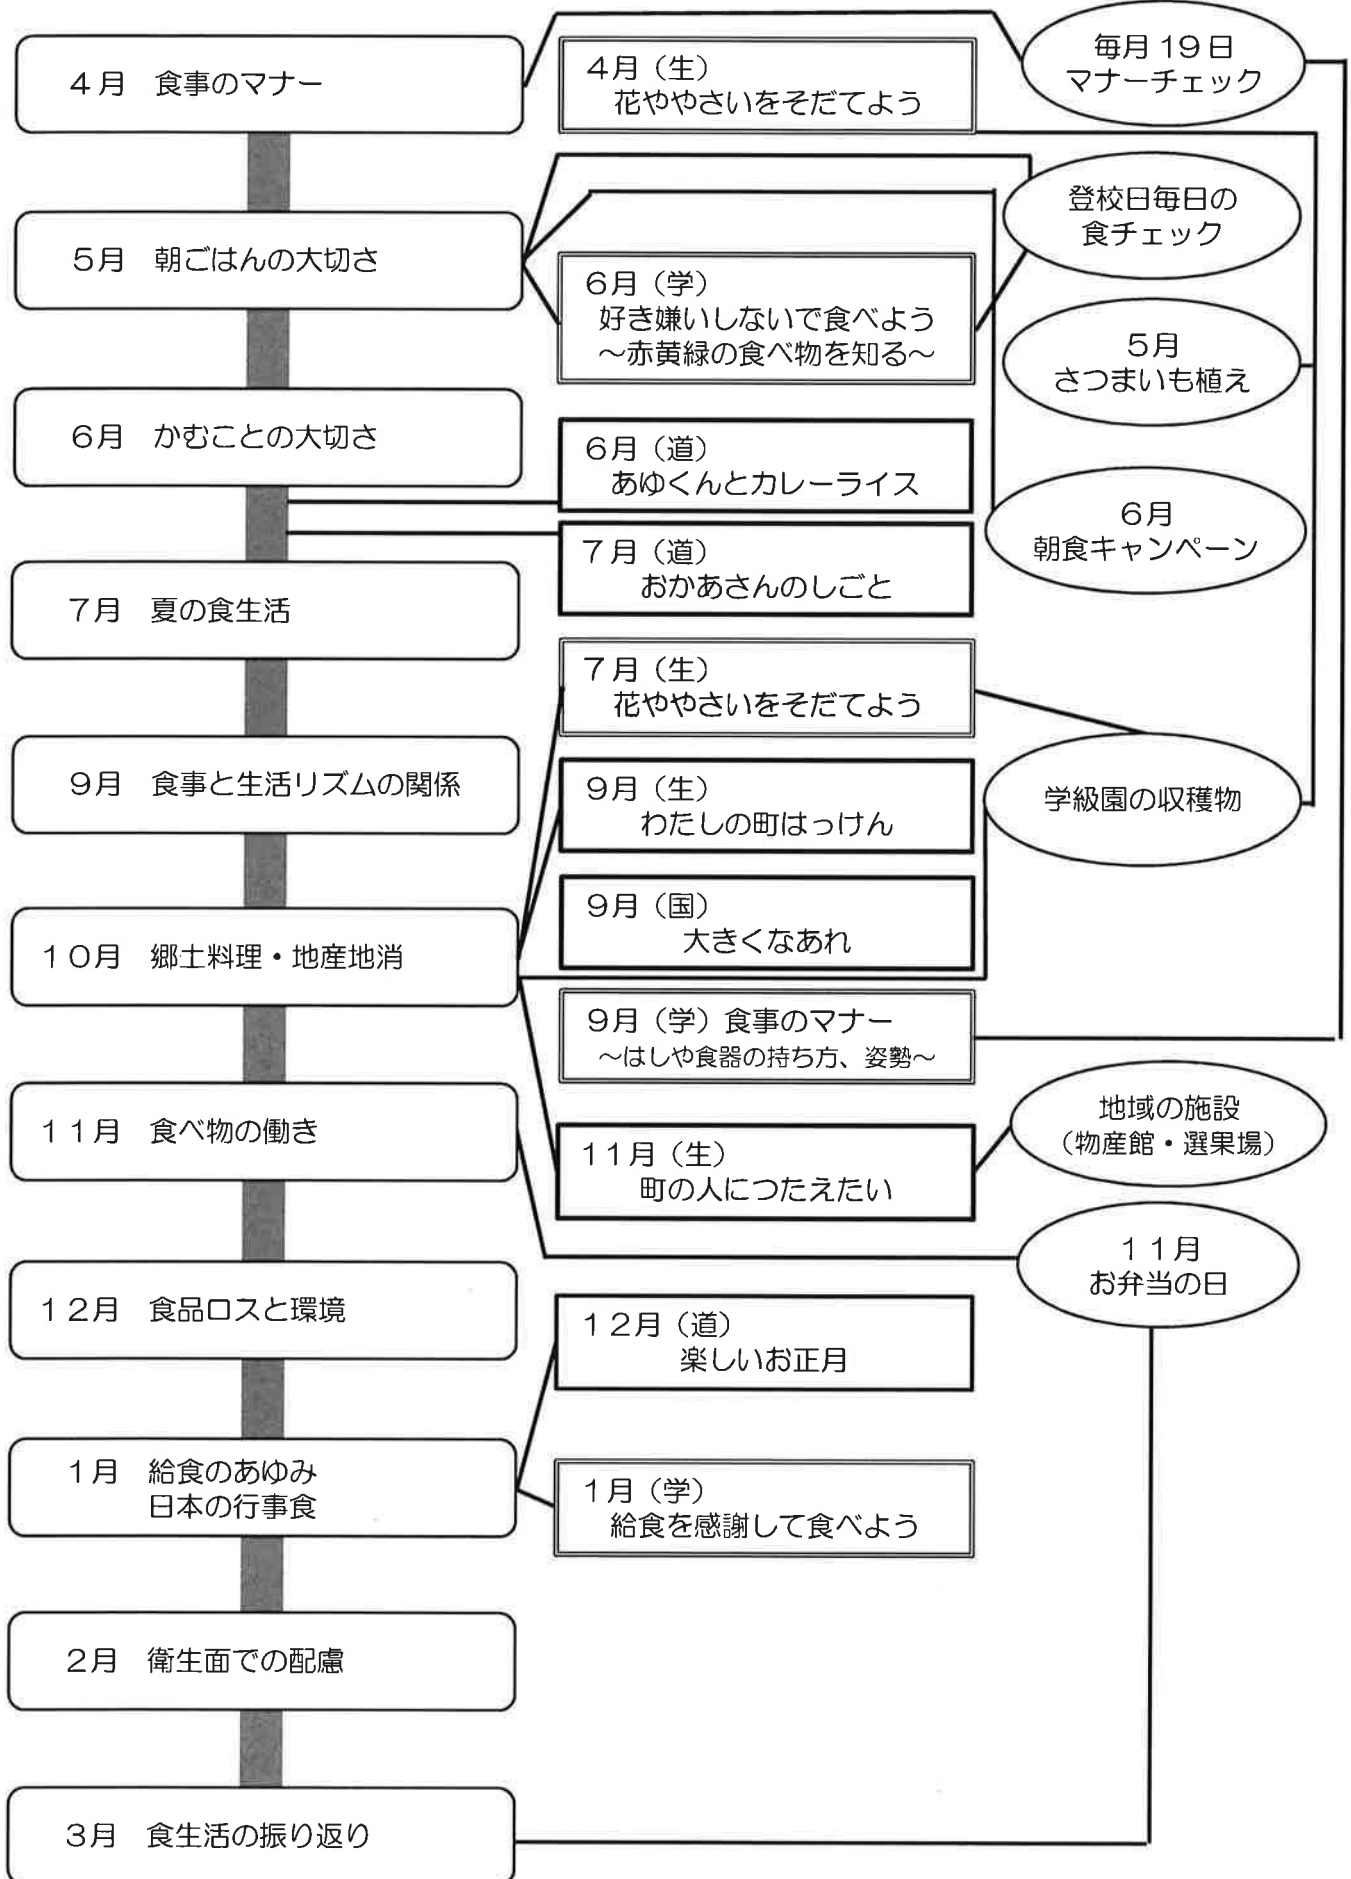 4月 食事のマナー
5月 朝ごはんの大切さ
6月 かむことの大切さ
7月 夏の食生活
9月 食事と生活リズムの関係
10月 郷土料理・地産地消
11月 食べ物の働き
12月 食品ロスと環境
1月 給食のあゆみ
日本の行事食
2月 衛生面での配慮
3月 食生活の振り返り
4月（生）
花ややさいをそだてよう
6月（学）
好き嫌いしないで食べよう
～赤黄緑の食べ物を知る～
6月（道）
あゆくんとカレーライス
7月（道）
おかあさんのしごと
7月（生）
花ややさいをそだてよう
9月（生）
わたしの町はっけん
9月（国）
大きくなあれ
9月（学）食事のマナー
～はしや食器の持ち方、姿勢～
11月（生）
町の人につたえたい
12月（道）
楽しいお正月
1月（学）
給食を感謝して食べよう
毎月19日
マナーチェック
登校日毎日の
食チェック
5月
さつまいも植え
6月
朝食キャンペーン
学級園の収穫物
地域の施設
（物産館・選果場）
11月
お弁当の日